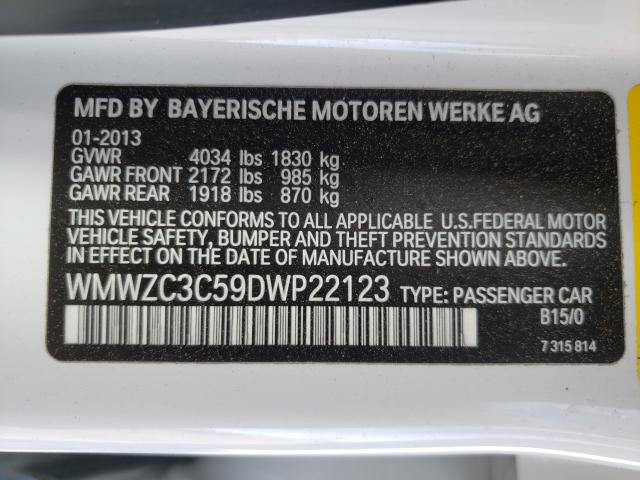 MFD BY BAYERISCHE MOTOREN WERKE AG
01-2013
GVWR 4034 lbs 1830 kg
GAWR FRONT 2172 lbs 985 kg
GAWR REAR 1918 lbs 870 kg
THIS VEHICLE CONFORMS TO ALL APPLICABLE U.S.FEDERAL MOTOR
VEHICLE SAFETY, BUMPER AND THEFT PREVENTION STANDARDS
IN EFFECT ON THE DATE OF MANUFACTURE SHOWN ABOVE.
WMWZC3C59DWP22123 TYPE: PASSENGER CAR
B15/0
7 315 814